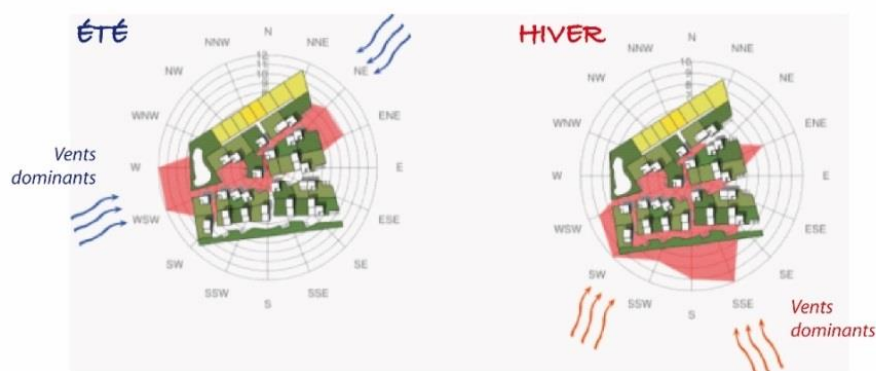 ÉTÉ
N
NNW
NNE
NW
NE
WNW
ENE
Vents
dominants
W
E
WSW
ESE
SW
SE
SSW
SSE
S
HIVER
N
NNW
NNE
NW
NE
WNW
ENE
W
E
WSW
ESE
SW
SE
SSW
SSE
S
Vents
dominants